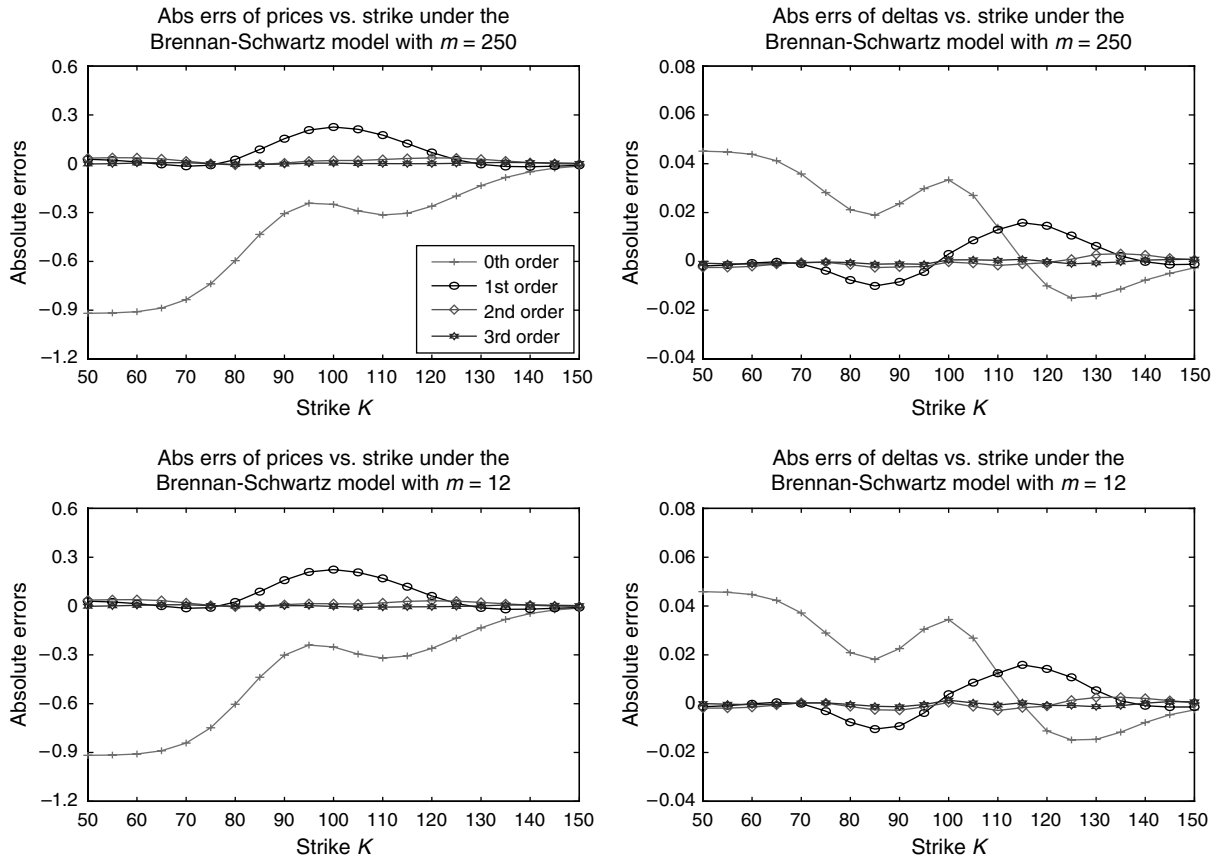 Abs errs of prices vs. strike under the
Brennan-Schwartz model with m = 250
0.6
0.3
0
−0.3
−0.6
−0.9
−1.2
Absolute errors
0th order
1st order
2nd order
3rd order
50 60 70 80 90 100 110 120 130 140 150
Strike K
Abs errs of deltas vs. strike under the
Brennan-Schwartz model with m = 250
0.08
0.06
0.04
0.02
0
−0.02
−0.04
Absolute errors
50 60 70 80 90 100 110 120 130 140 150
Strike K
Abs errs of prices vs. strike under the
Brennan-Schwartz model with m = 12
0.6
0.3
0
−0.3
−0.6
−0.9
−1.2
Absolute errors
50 60 70 80 90 100 110 120 130 140 150
Strike K
Abs errs of deltas vs. strike under the
Brennan-Schwartz model with m = 12
0.08
0.06
0.04
0.02
0
−0.02
−0.04
Absolute errors
50 60 70 80 90 100 110 120 130 140 150
Strike K